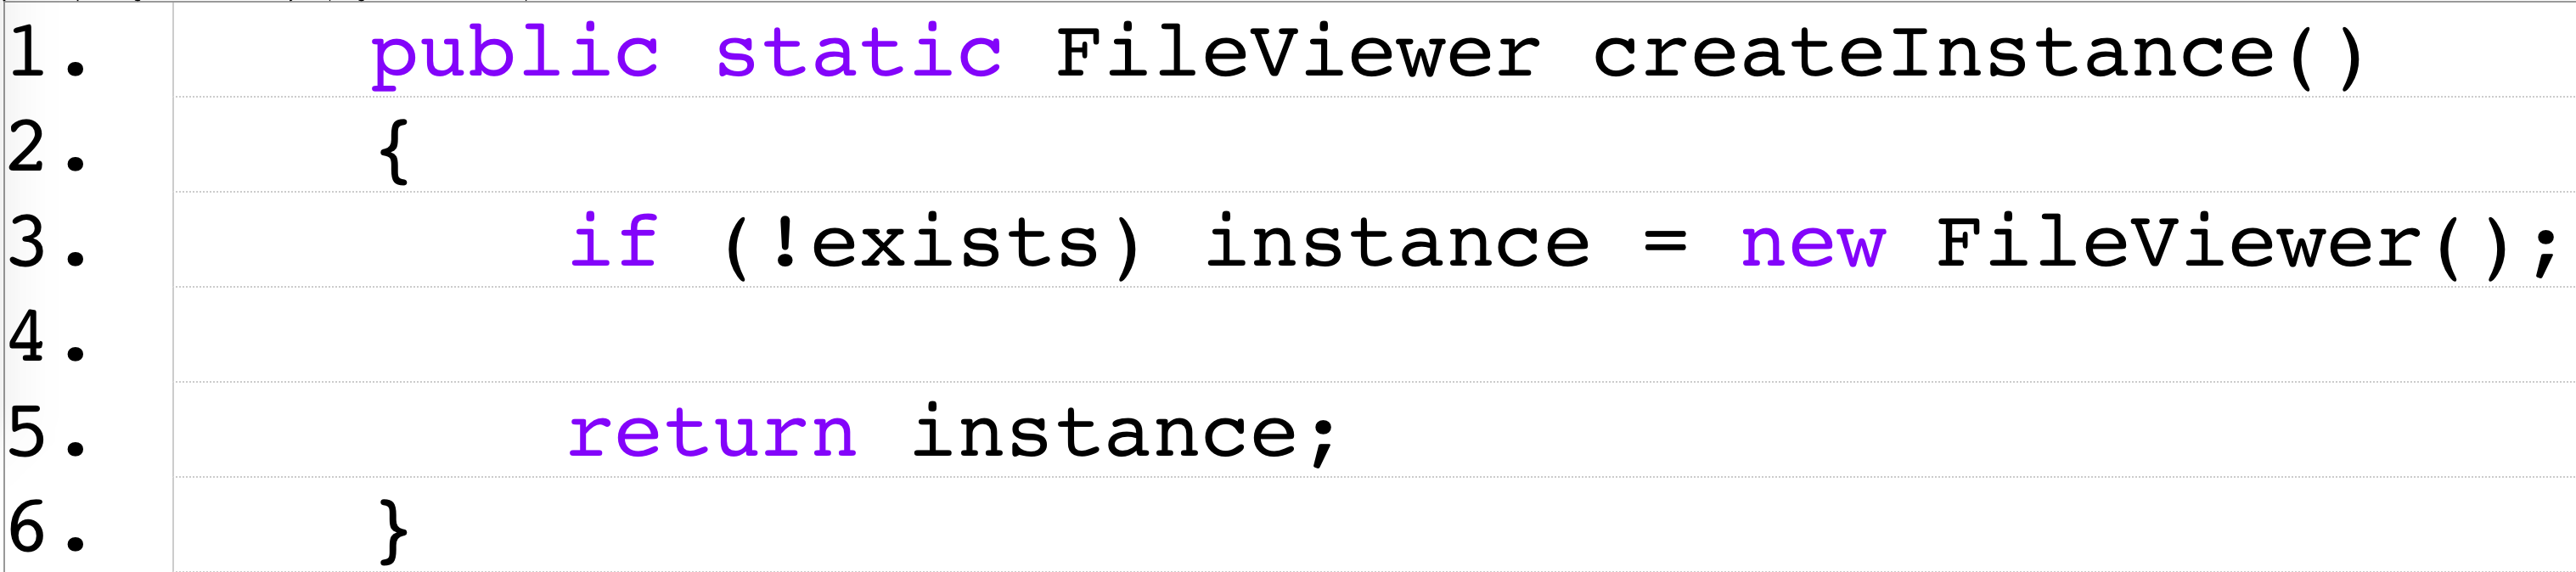 1. public static FileViewer createInstance()
2. {
3. if (!exists) instance = new FileViewer();
4.
5. return instance;
6. }